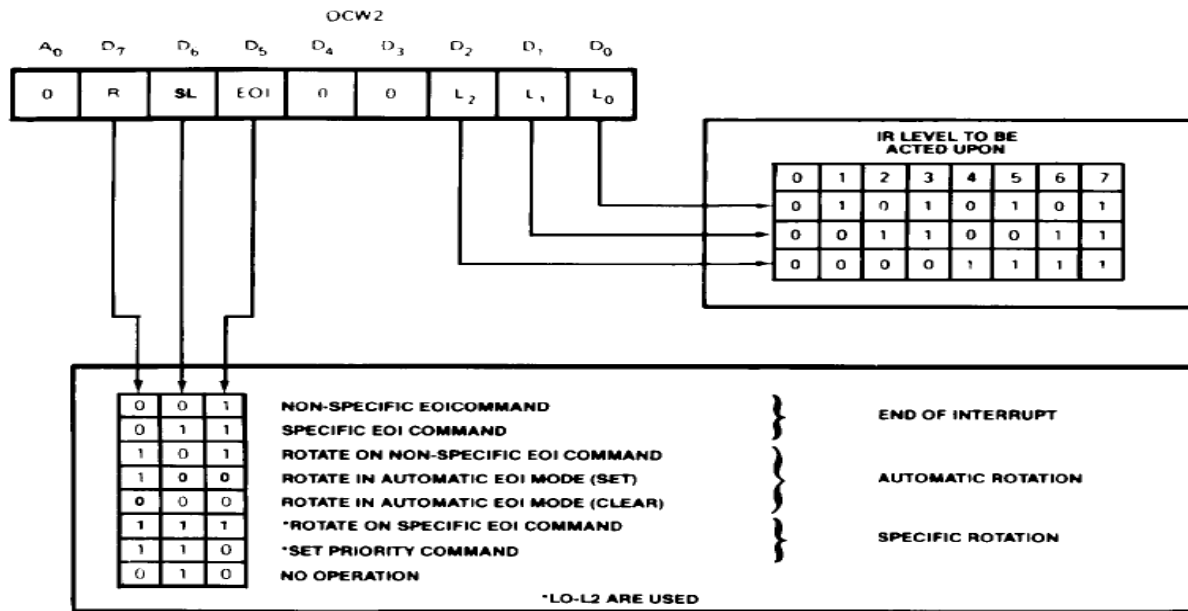 OCW2
A0 D7 D6 D5 D4 D3 D2 D1 D0
0 R SL EOI 0 0 L2 L1 L0
IR LEVEL TO BE
ACTED UPON
0 1 2 3 4 5 6 7
0 1 0 1 0 1 0 1
0 0 1 1 0 0 1 1
0 0 0 0 1 1 1 1
0 0 1 NON-SPECIFIC EOICOMMAND
0 1 1 SPECIFIC EOI COMMAND
END OF INTERRUPT
1 0 1 ROTATE ON NON-SPECIFIC EOI COMMAND
1 0 0 ROTATE IN AUTOMATIC EOI MODE (SET)
0 0 0 ROTATE IN AUTOMATIC EOI MODE (CLEAR)
AUTOMATIC ROTATION
1 1 1 *ROTATE ON SPECIFIC EOI COMMAND
1 1 0 *SET PRIORITY COMMAND
SPECIFIC ROTATION
0 1 0 NO OPERATION
*LO-L2 ARE USED